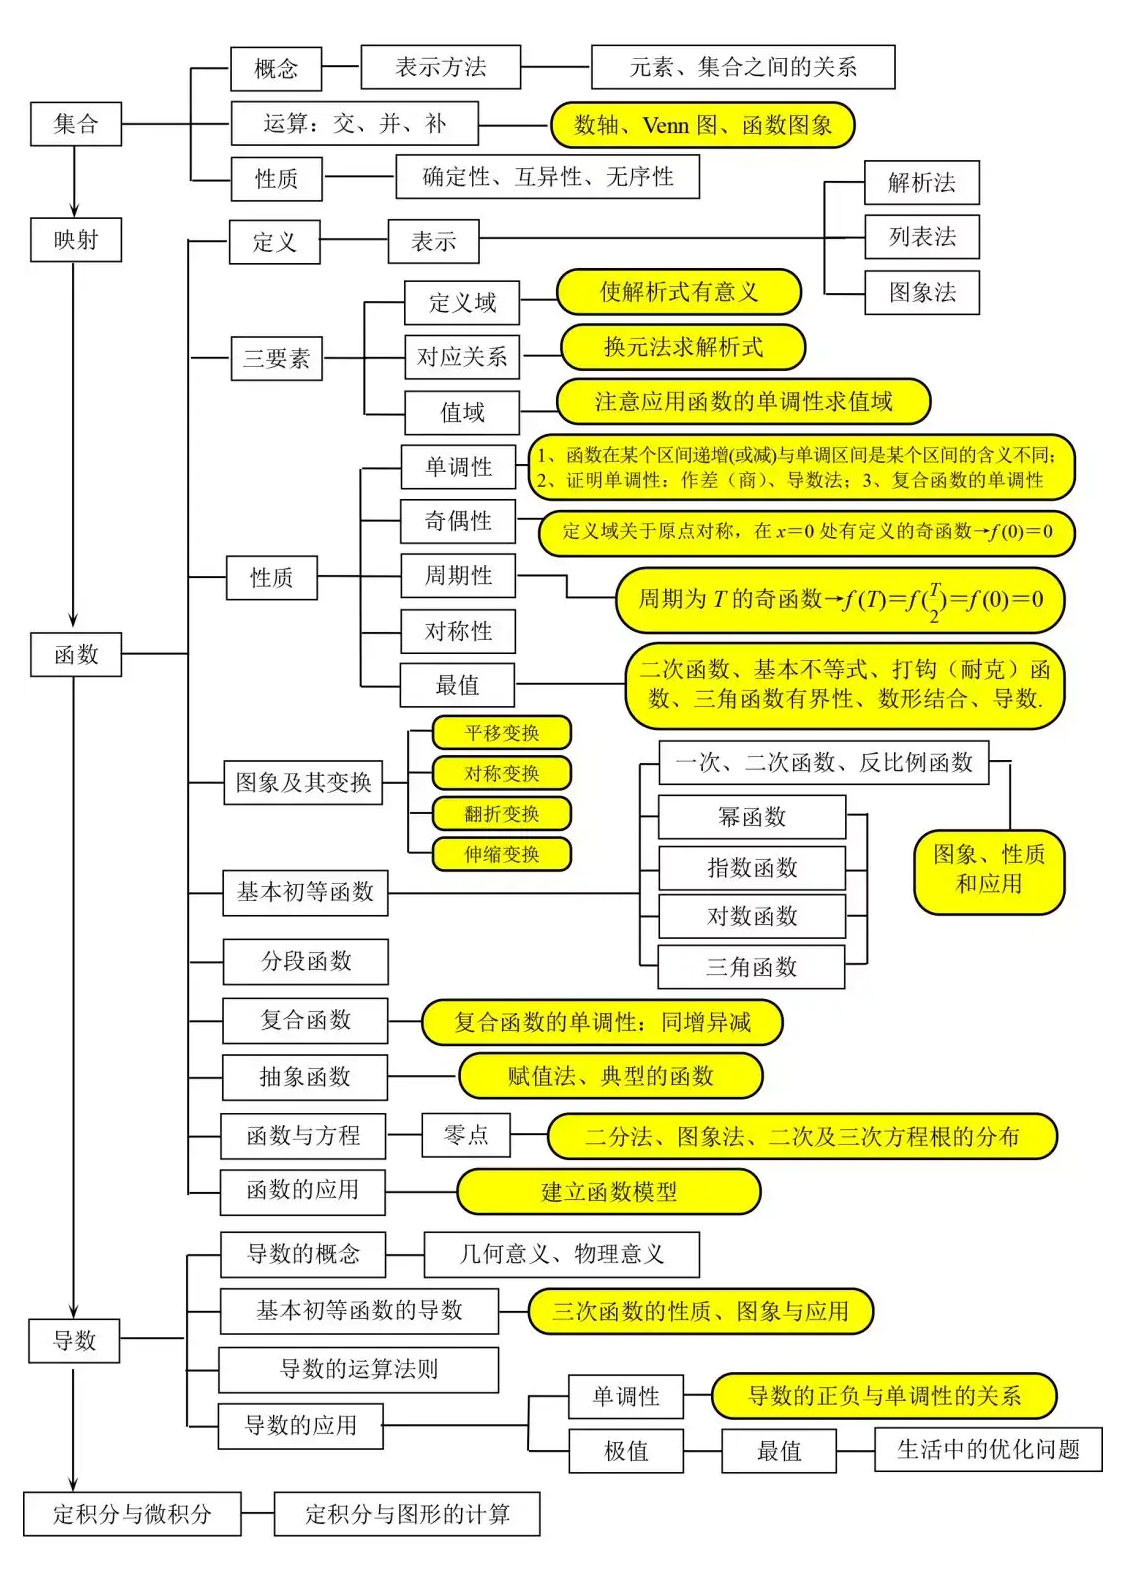 概念
表示方法
元素、集合之间的关系
集合
运算：交、并、补
数轴、Venn 图、函数图象
性质
确定性、互异性、无序性
解析法
映射
定义
表示
列表法
图象法
定义域
使解析式有意义
三要素
对应关系
换元法求解析式
值域
注意应用函数的单调性求值域
单调性
1、函数在某个区间递增(或减)与单调区间是某个区间的含义不同；
2、证明单调性：作差（商）、导数法；3、复合函数的单调性
奇偶性
定义域关于原点对称，在 x＝0 处有定义的奇函数→f (0)＝0
性质
周期性
周期为 T 的奇函数→f (T)＝f (T/2)＝f (0)＝0
对称性
函数
最值
二次函数、基本不等式、打钩（耐克）函
数、三角函数有界性、数形结合、导数.
图象及其变换
平移变换
对称变换
翻折变换
伸缩变换
一次、二次函数、反比例函数
幂函数
图象、性质
和应用
基本初等函数
指数函数
对数函数
三角函数
分段函数
复合函数
复合函数的单调性：同增异减
抽象函数
赋值法、典型的函数
函数与方程
零点
二分法、图象法、二次及三次方程根的分布
函数的应用
建立函数模型
导数的概念
几何意义、物理意义
基本初等函数的导数
三次函数的性质、图象与应用
导数
导数的运算法则
导数的应用
单调性
导数的正负与单调性的关系
极值
最值
生活中的优化问题
定积分与微积分
定积分与图形的计算